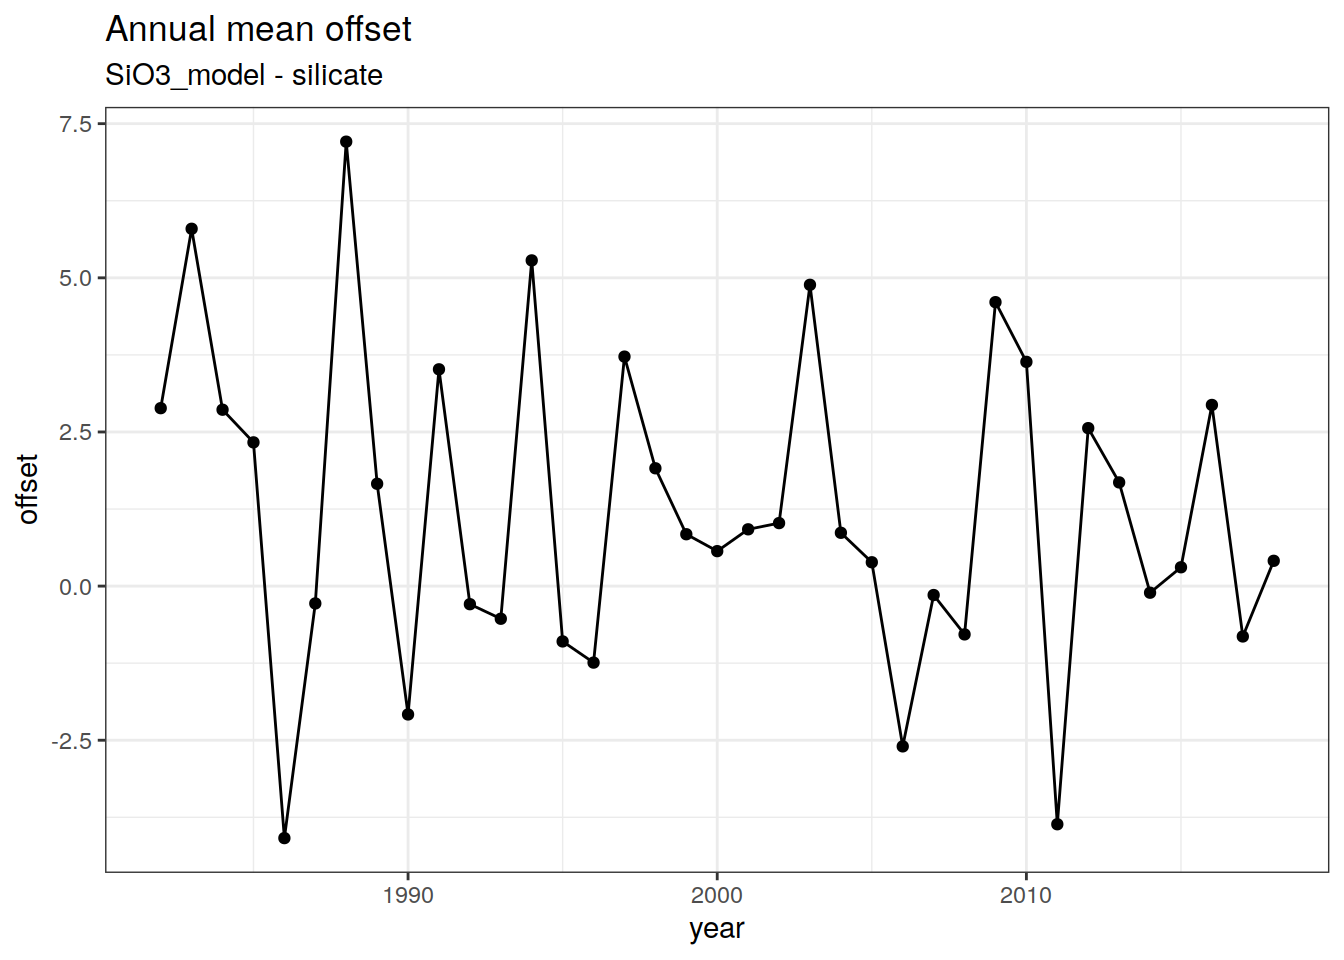 Annual mean offset
SiO3_model - silicate
7.5
5.0
2.5
0.0
-2.5
offset
1990
2000
2010
year